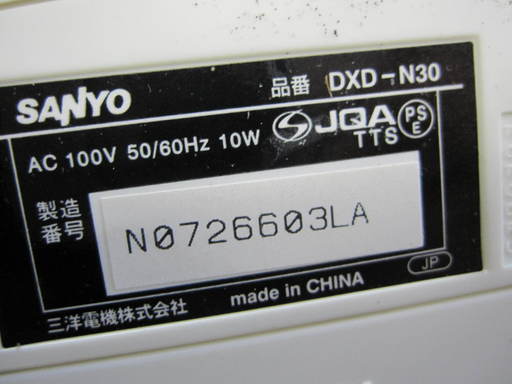 SANYO 品番 DXD-N30
AC 100V 50/60Hz 10W JQA PS
TTS E
製造
番号 N0726603LA
三洋電機株式会社 made in CHINA JP